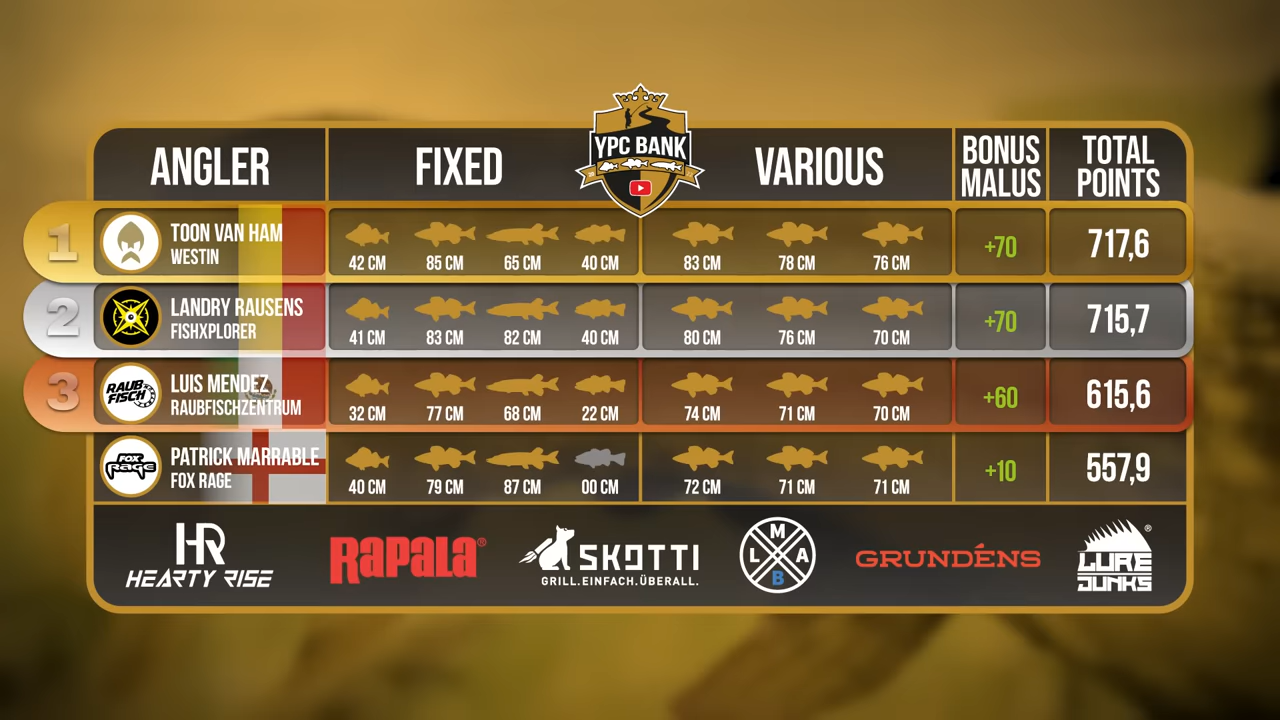 YPC BANK
ANGLER
FIXED
VARIOUS
BONUS
MALUS
TOTAL
POINTS
1
TOON VAN HAM
WESTIN
42 CM 85 CM 65 CM 40 CM 83 CM 78 CM 76 CM
+70
717,6
2
LANDRY RAUSENS
FISHXPLORER
41 CM 83 CM 82 CM 40 CM 80 CM 76 CM 70 CM
+70
715,7
3
RAUB
FISCH
LUIS MENDEZ
RAUBFISCHZENTRUM
32 CM 77 CM 68 CM 22 CM 74 CM 71 CM 70 CM
+60
615,6
FOX
RAGE
PATRICK MARRABLE
FOX RAGE
40 CM 79 CM 87 CM 00 CM 72 CM 71 CM 71 CM
+10
557,9
HR
HEARTY RISE
RAPALA®
SKOTTI
GRILL.EINFACH.ÜBERALL.
M
L A
B
GRUNDÉNS
LURE ®
JUNKS